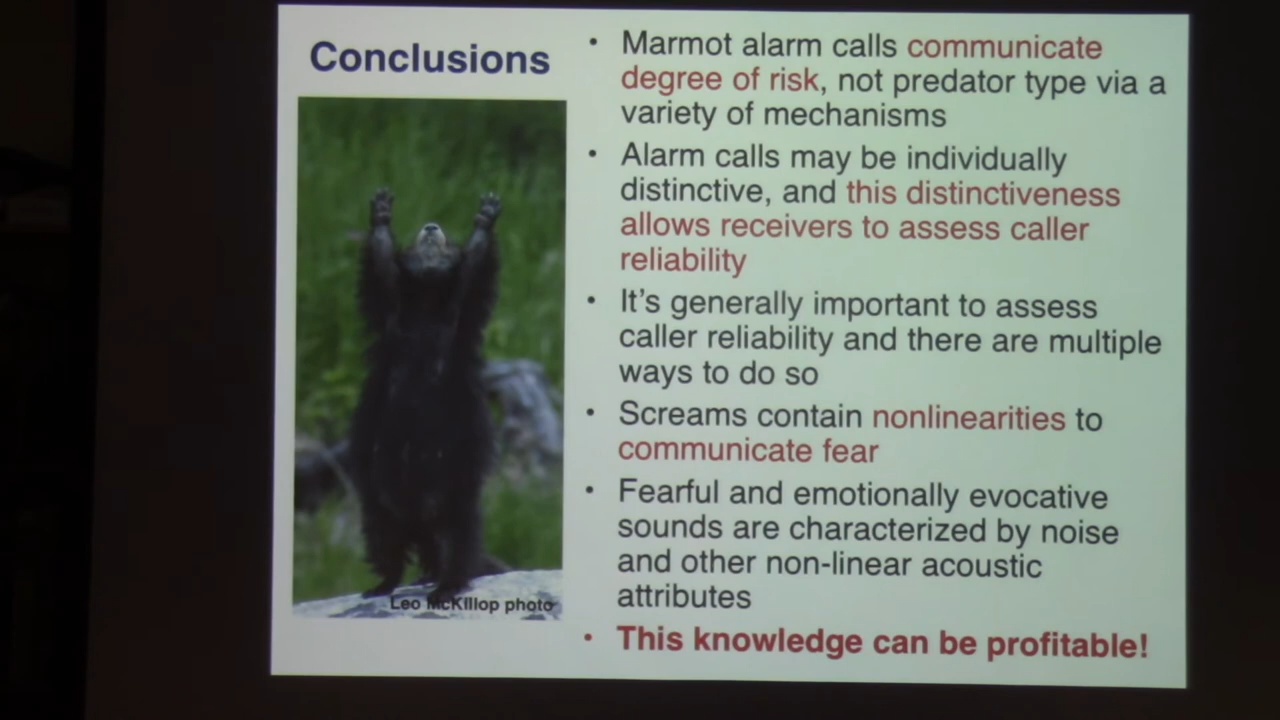 Conclusions
• Marmot alarm calls communicate
degree of risk, not predator type via a
variety of mechanisms
• Alarm calls may be individually
distinctive, and this distinctiveness
allows receivers to assess caller
reliability
• It's generally important to assess
caller reliability and there are multiple
ways to do so
• Screams contain nonlinearities to
communicate fear
• Fearful and emotionally evocative
sounds are characterized by noise
and other non-linear acoustic
attributes
• This knowledge can be profitable!
Leo McKillop photo